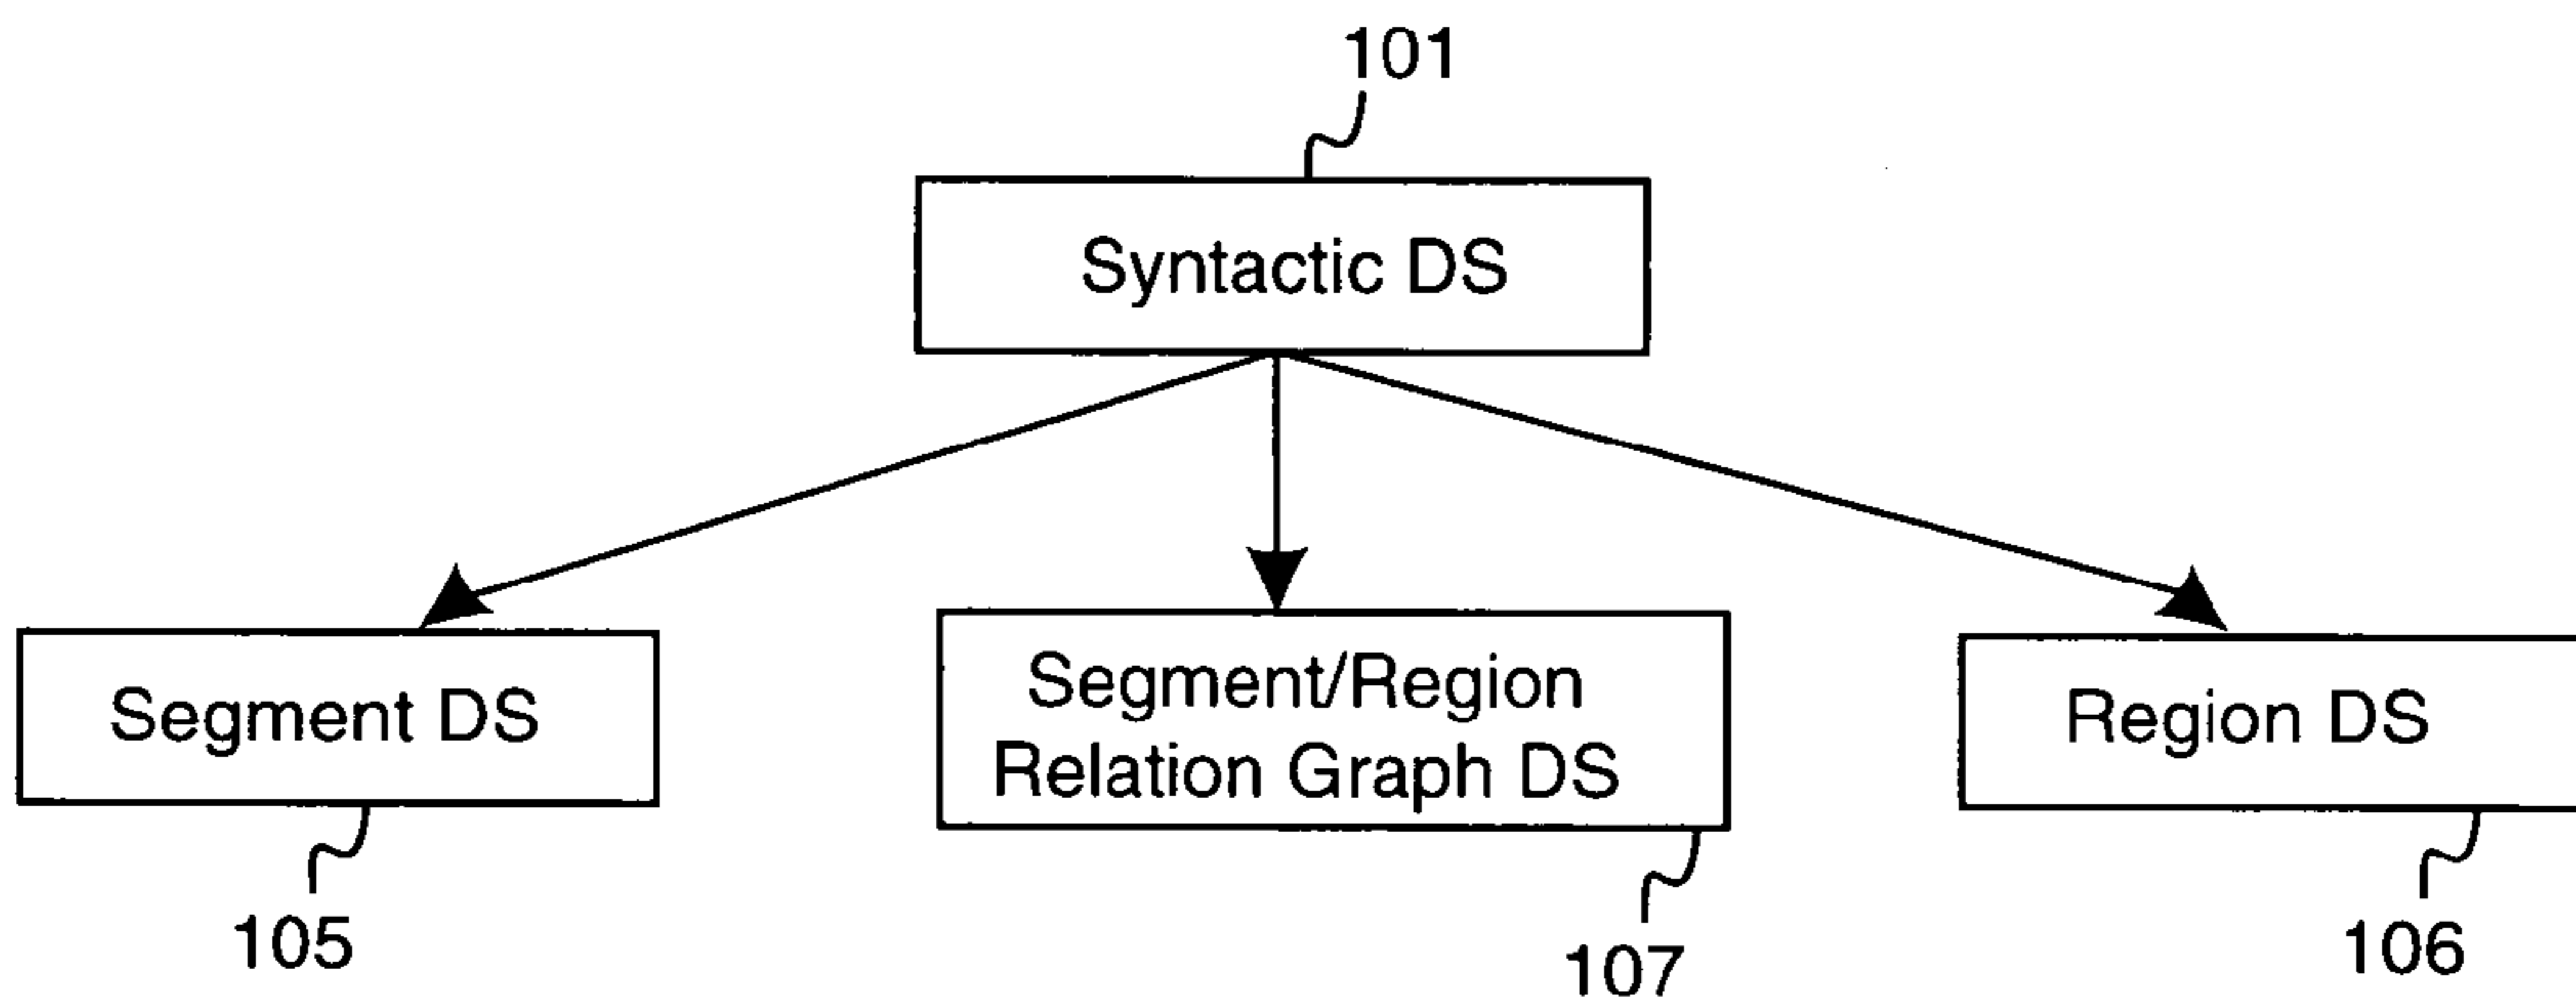 101
Syntactic DS
Segment DS
Segment/Region
Relation Graph DS
Region DS
105
107
106